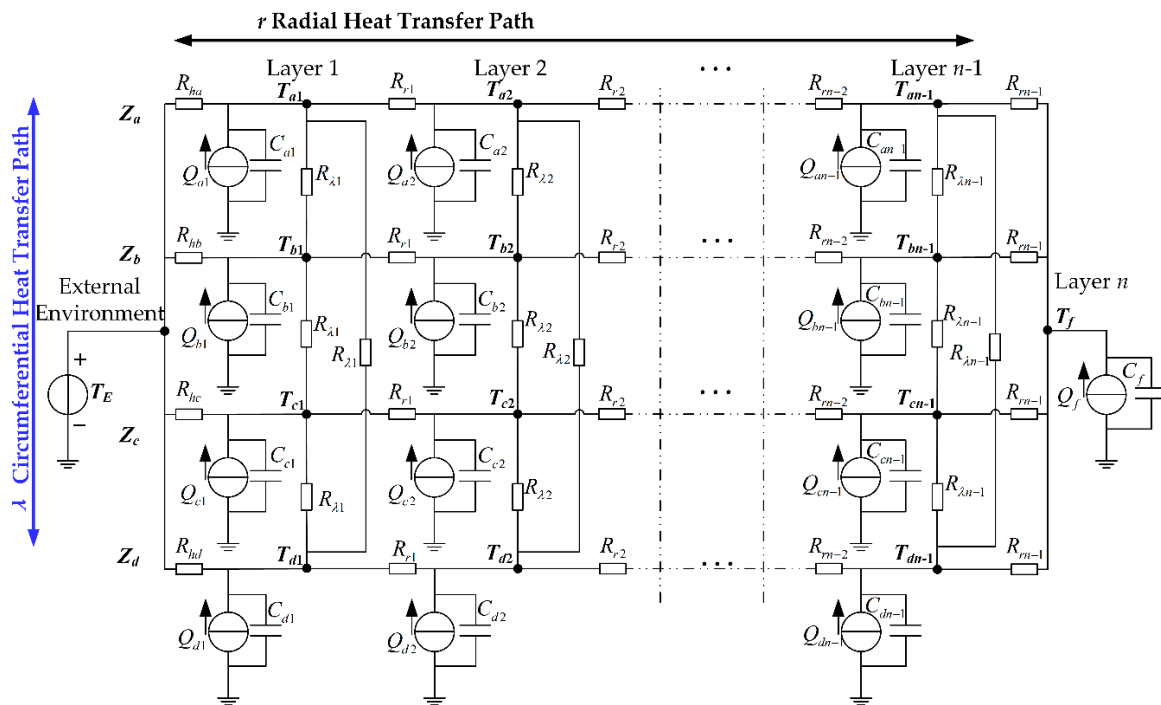 r Radial Heat Transfer Path
Layer 1 Layer 2 ... Layer n-1
R_ha T_a1 R_r1 T_a2 R_r2 R_rn−2 T_an-1 R_rn−1
Z_a
Q_a1 C_a1 R_λ1 Q_a2 C_a2 R_λ2 Q_an−1 C_an−1 R_λn−1
R_hb T_b1 R_r1 T_b2 R_r2 ... R_rn−2 T_bn-1 R_rn−1
Z_b
External
Environment
Layer n
T_f
Q_b1 C_b1 R_λ1 R_λ1 Q_b2 C_b2 R_λ2 R_λ2 Q_bn−1 C_bn−1 R_λn−1 R_λn−1
+
T_E
−
Q_f C_f
R_hc T_c1 R_r1 T_c2 R_r2 ... R_rn−2 T_cn-1 R_rn−1
Z_c
Q_c1 C_c1 R_λ1 Q_c2 C_c2 R_λ2 Q_cn−1 C_cn−1 R_λn−1
R_hd T_d1 R_r1 T_d2 R_r2 ... R_rn−2 T_dn-1 R_rn−1
Z_d
Q_d1 C_d1 Q_d2 C_d2 Q_dn−1 C_dn−1
λ Circumferential Heat Transfer Path